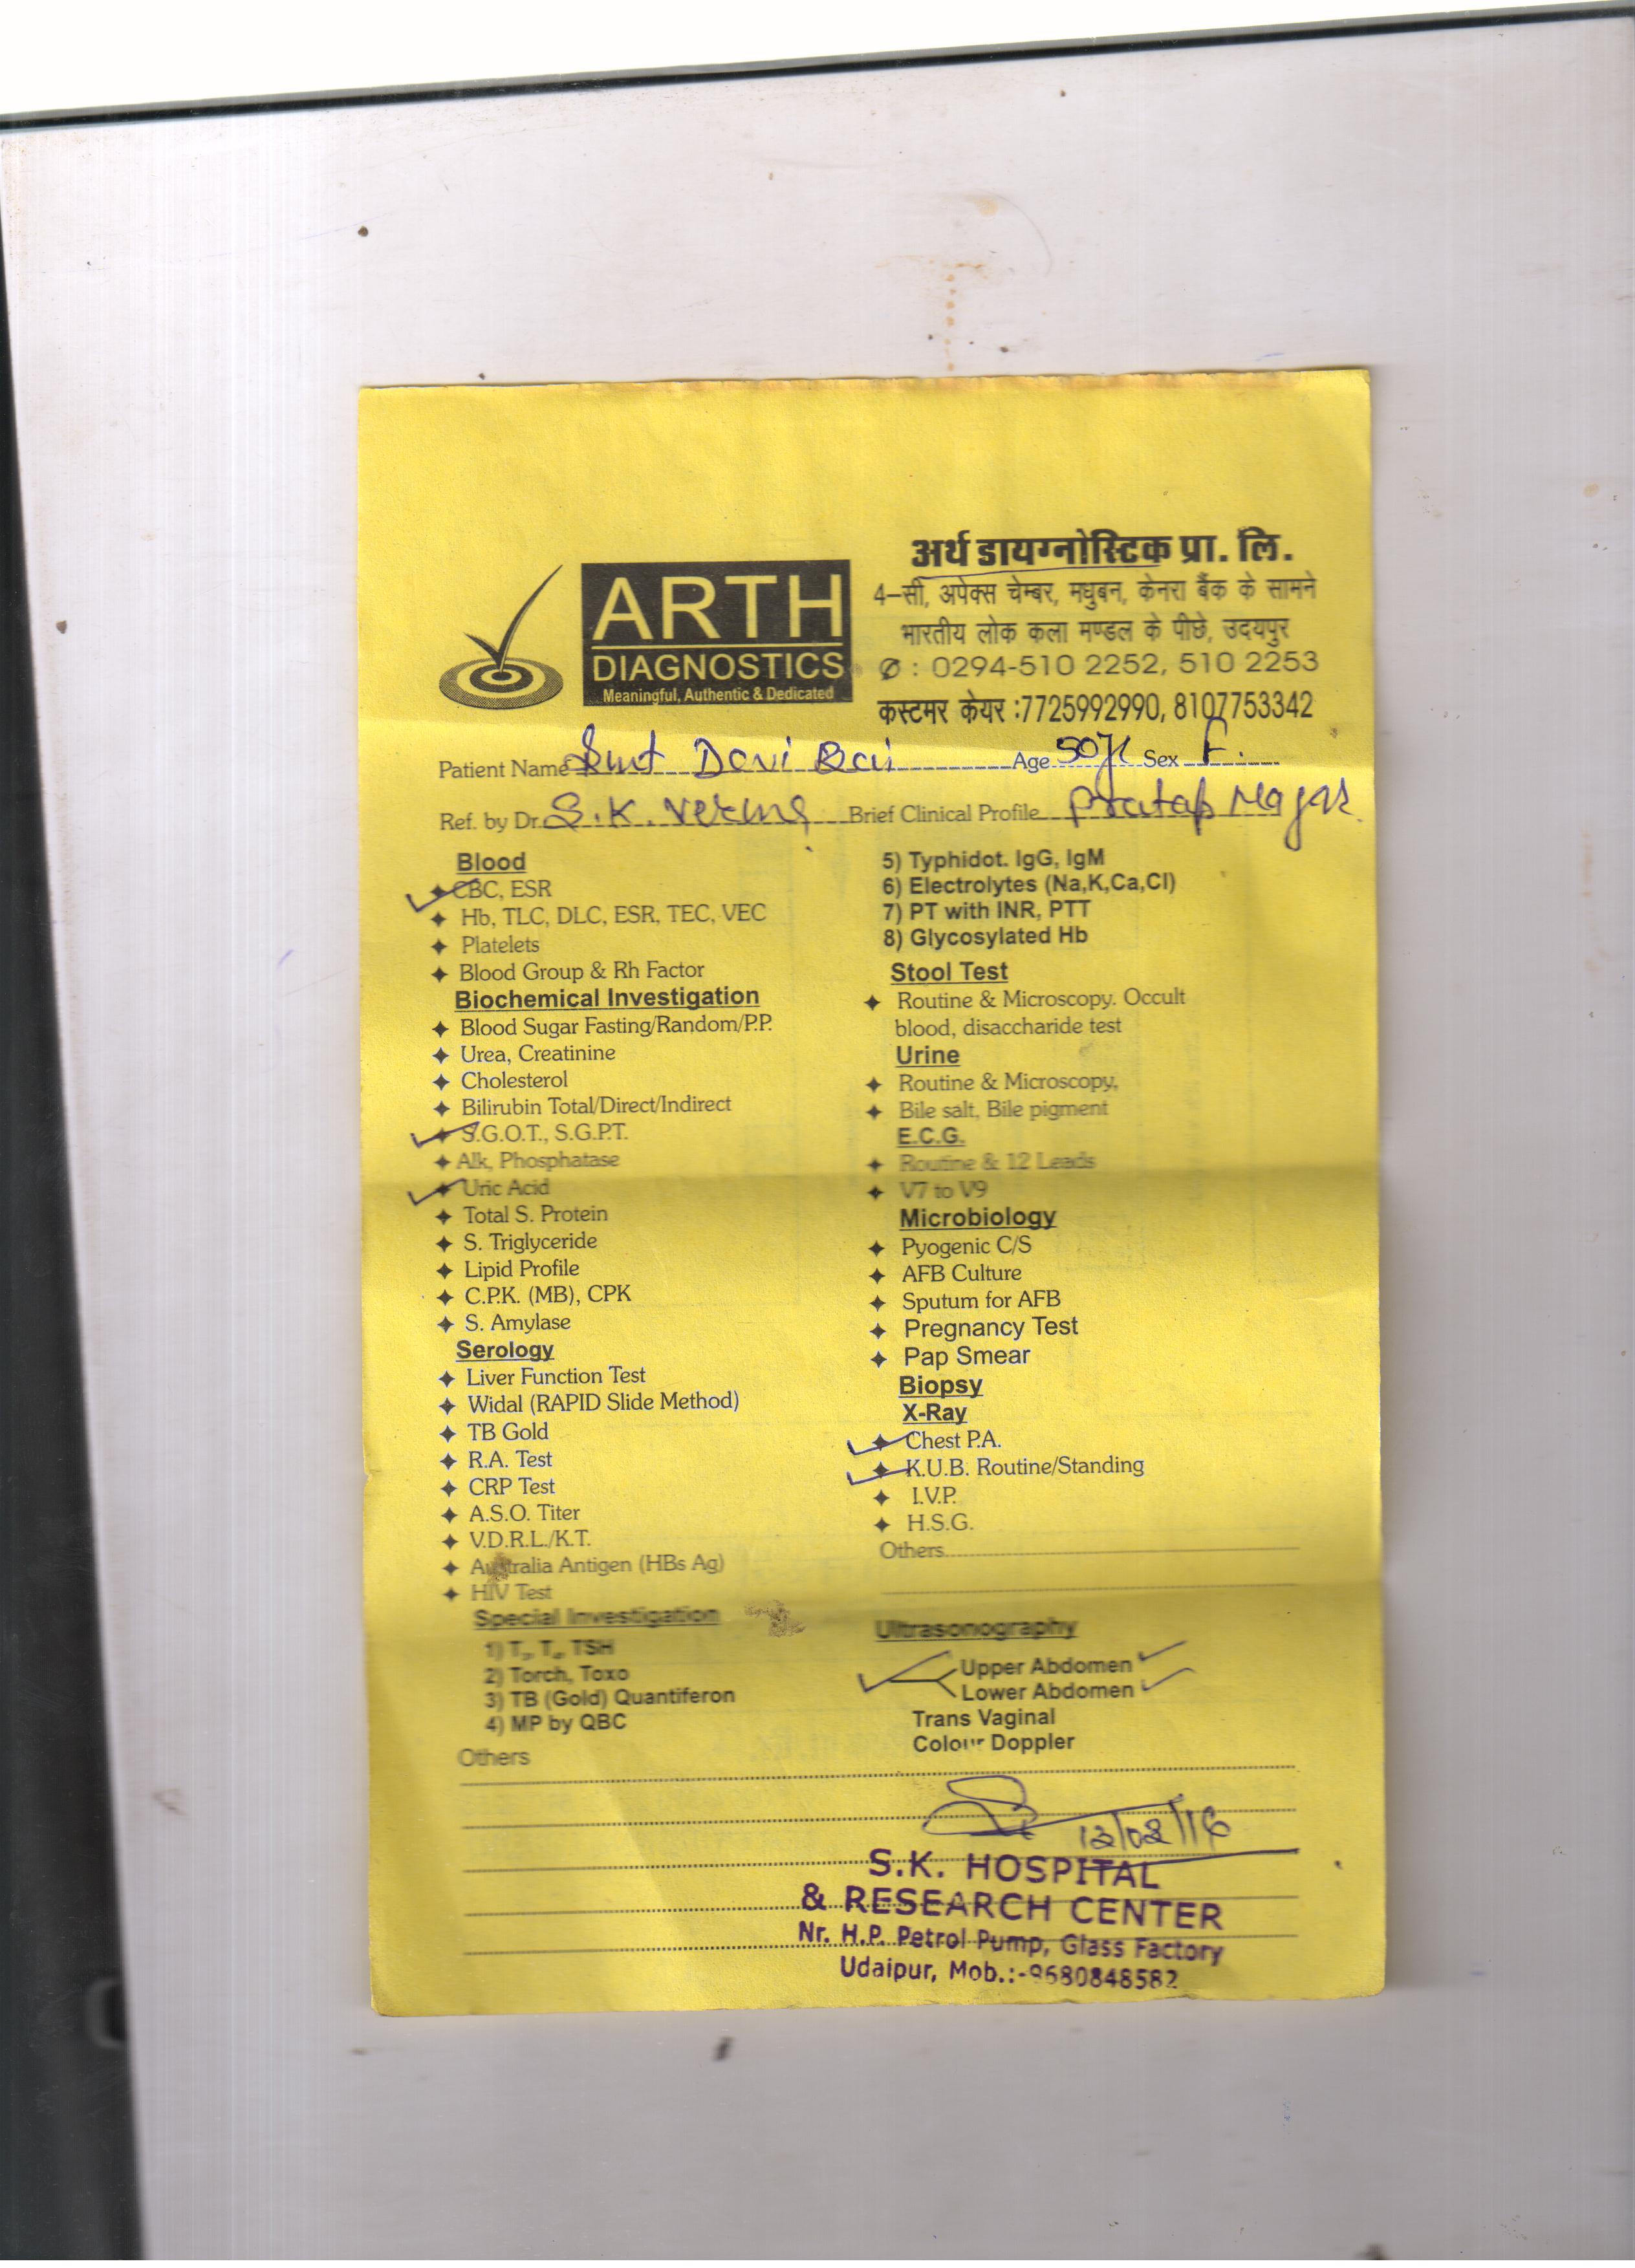 अर्थ डायग्नोस्टिक प्रा. लि.
ARTH
DIAGNOSTICS
Meaningful, Authentic & Dedicated
4-सी, अपेक्स चेम्बर, मधुबन, केनरा बैंक के सामने
भारतीय लोक कला मण्डल के पीछे, उदयपुर
✆ : 0294-510 2252, 510 2253
कस्टमर केयर :7725992990, 8107753342
Patient Name Smt Devi Bai Age 50 Sex F.
Ref. by Dr. S.K. Verma Brief Clinical Profile Pratap Nagar
Blood
CBC, ESR
Hb, TLC, DLC, ESR, TEC, VEC
Platelets
Blood Group & Rh Factor
Biochemical Investigation
Blood Sugar Fasting/Random/P.P.
Urea, Creatinine
Cholesterol
Bilirubin Total/Direct/Indirect
S.G.O.T., S.G.P.T.
Alk, Phosphatase
Uric Acid
Total S. Protein
S. Triglyceride
Lipid Profile
C.P.K. (MB), CPK
S. Amylase
Serology
Liver Function Test
Widal (RAPID Slide Method)
TB Gold
R.A. Test
CRP Test
A.S.O. Titer
V.D.R.L./K.T.
Australia Antigen (HBs Ag)
HIV Test
Special Investigation
1) T₃, T₄, TSH
2) Torch, Toxo
3) TB (Gold) Quantiferon
4) MP by QBC
Others
5) Typhidot. IgG, IgM
6) Electrolytes (Na,K,Ca,Cl)
7) PT with INR, PTT
8) Glycosylated Hb
Stool Test
Routine & Microscopy. Occult
blood, disaccharide test
Urine
Routine & Microscopy,
Bile salt, Bile pigment
E.C.G.
Routine & 12 Leads
V7 to V9
Microbiology
Pyogenic C/S
AFB Culture
Sputum for AFB
Pregnancy Test
Pap Smear
Biopsy
X-Ray
Chest P.A.
K.U.B. Routine/Standing
I.V.P.
H.S.G.
Others
Ultrasonography
Upper Abdomen
Lower Abdomen
Trans Vaginal
Colour Doppler
12/02/16
S.K. HOSPITAL
& RESEARCH CENTER
Nr. H.P. Petrol Pump, Glass Factory
Udaipur, Mob.:-9680848582